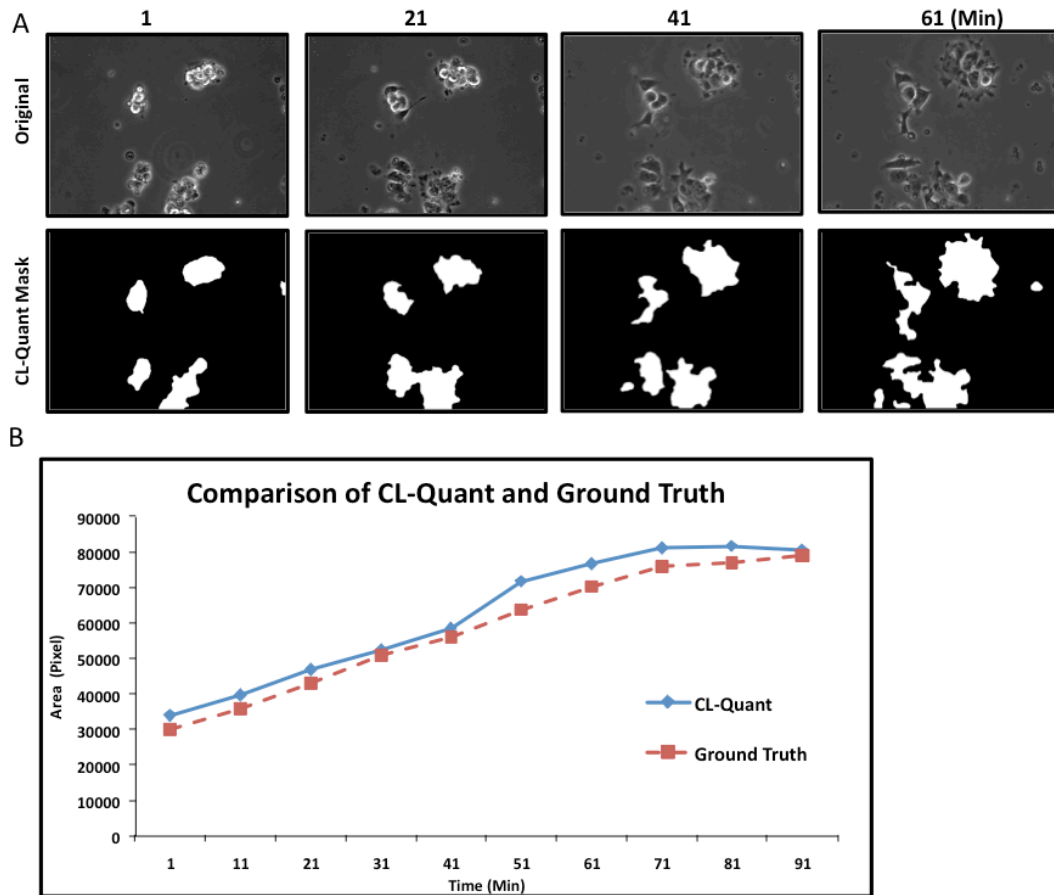 A
1 21 41 61 (Min)
Original
CL-Quant Mask
B
Comparison of CL-Quant and Ground Truth
Area (Pixel)
90000
80000
70000
60000
50000
40000
30000
20000
10000
0
CL-Quant
Ground Truth
1 11 21 31 41 51 61 71 81 91
Time (Min)